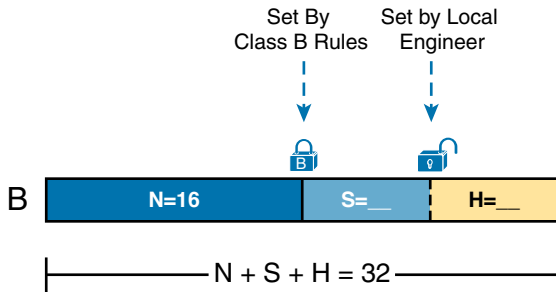 Set By
Class B Rules
Set by Local
Engineer
B
B
N=16
S=__
H=__
N + S + H = 32